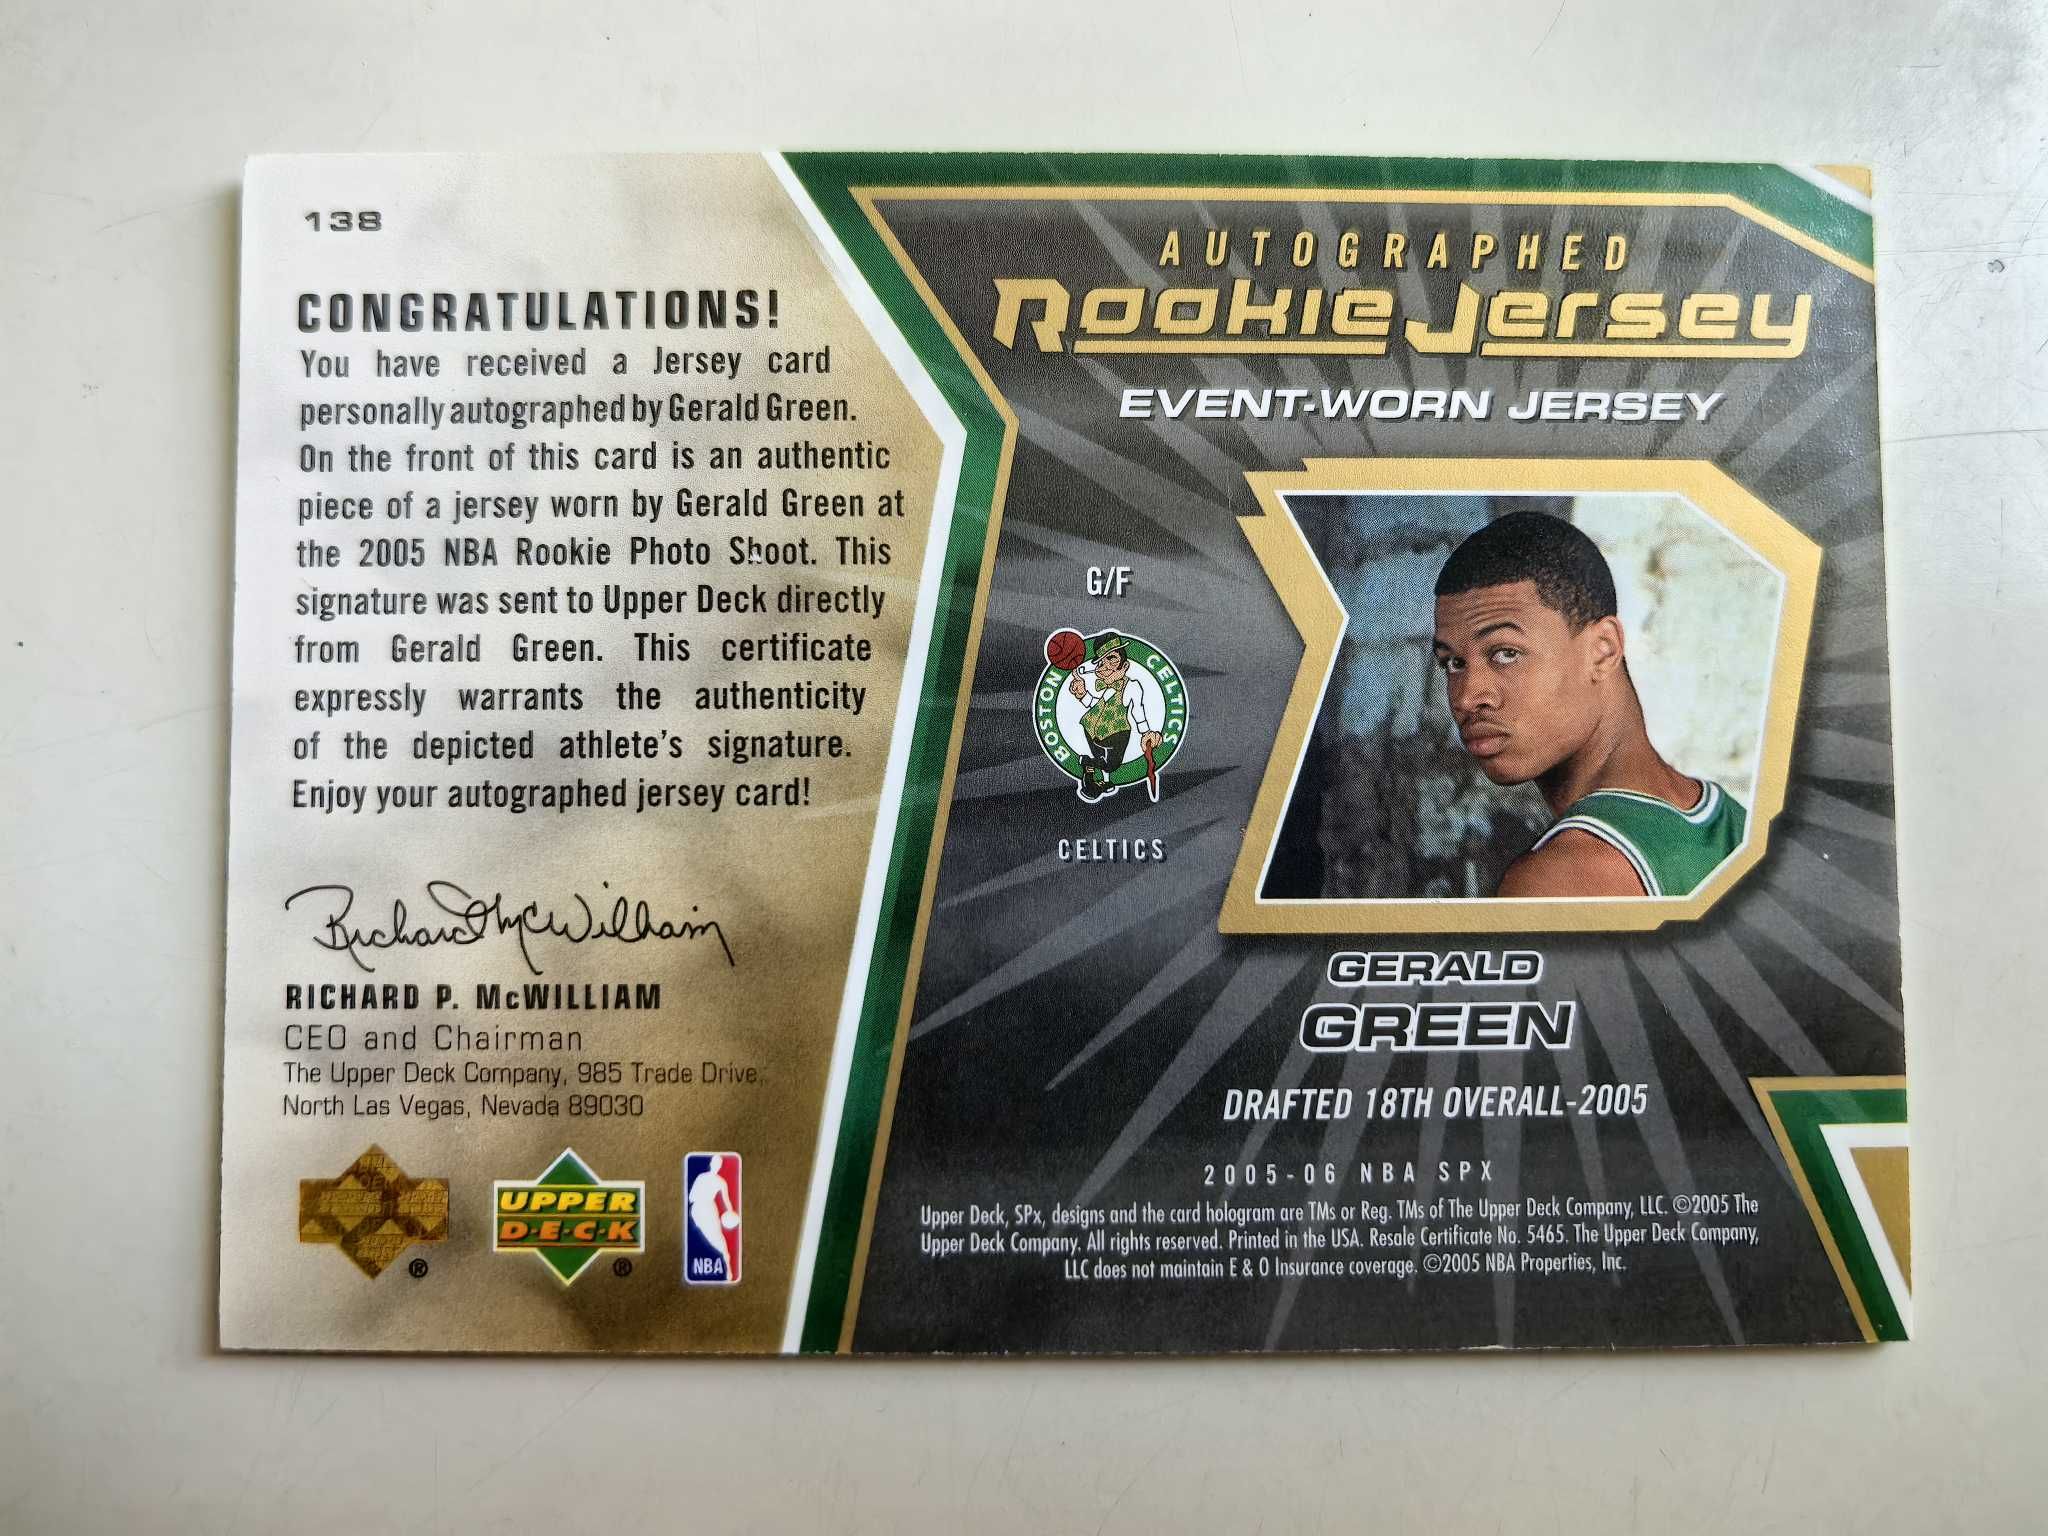 138
CONGRATULATIONS!
You have received a Jersey card
personally autographed by Gerald Green.
On the front of this card is an authentic
piece of a jersey worn by Gerald Green at
the 2005 NBA Rookie Photo Shoot. This
signature was sent to Upper Deck directly
from Gerald Green. This certificate
expressly warrants the authenticity
of the depicted athlete's signature.
Enjoy your autographed jersey card!
Richard McWilliam
RICHARD P. McWILLIAM
CEO and Chairman
The Upper Deck Company, 985 Trade Drive,
North Las Vegas, Nevada 89030
®
UPPER
D·E·C·K
®
NBA
AUTOGRAPHED
Rookie Jersey
EVENT-WORN JERSEY
G/F
BOSTON CELTICS
CELTICS
GERALD
GREEN
DRAFTED 18TH OVERALL-2005
2005-06 NBA SPX
Upper Deck, SPx, designs and the card hologram are TMs or Reg. TMs of The Upper Deck Company, LLC. ©2005 The
Upper Deck Company. All rights reserved. Printed in the USA. Resale Certificate No. 5465. The Upper Deck Company,
LLC does not maintain E & O Insurance coverage. ©2005 NBA Properties, Inc.